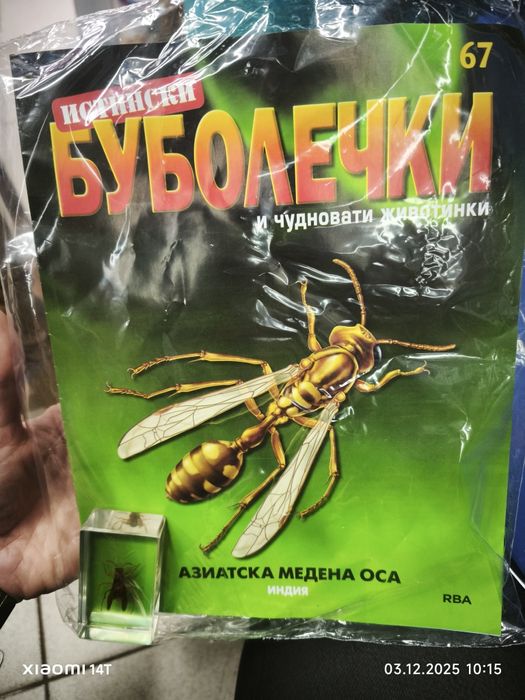 67
ИСТИНСКИ
БУБОЛЕЧКИ
и чудновати животинки
АЗИАТСКА МЕДЕНА ОСА
ИНДИЯ
RBA
XIAOMI 14T
03.12.2025 10:15